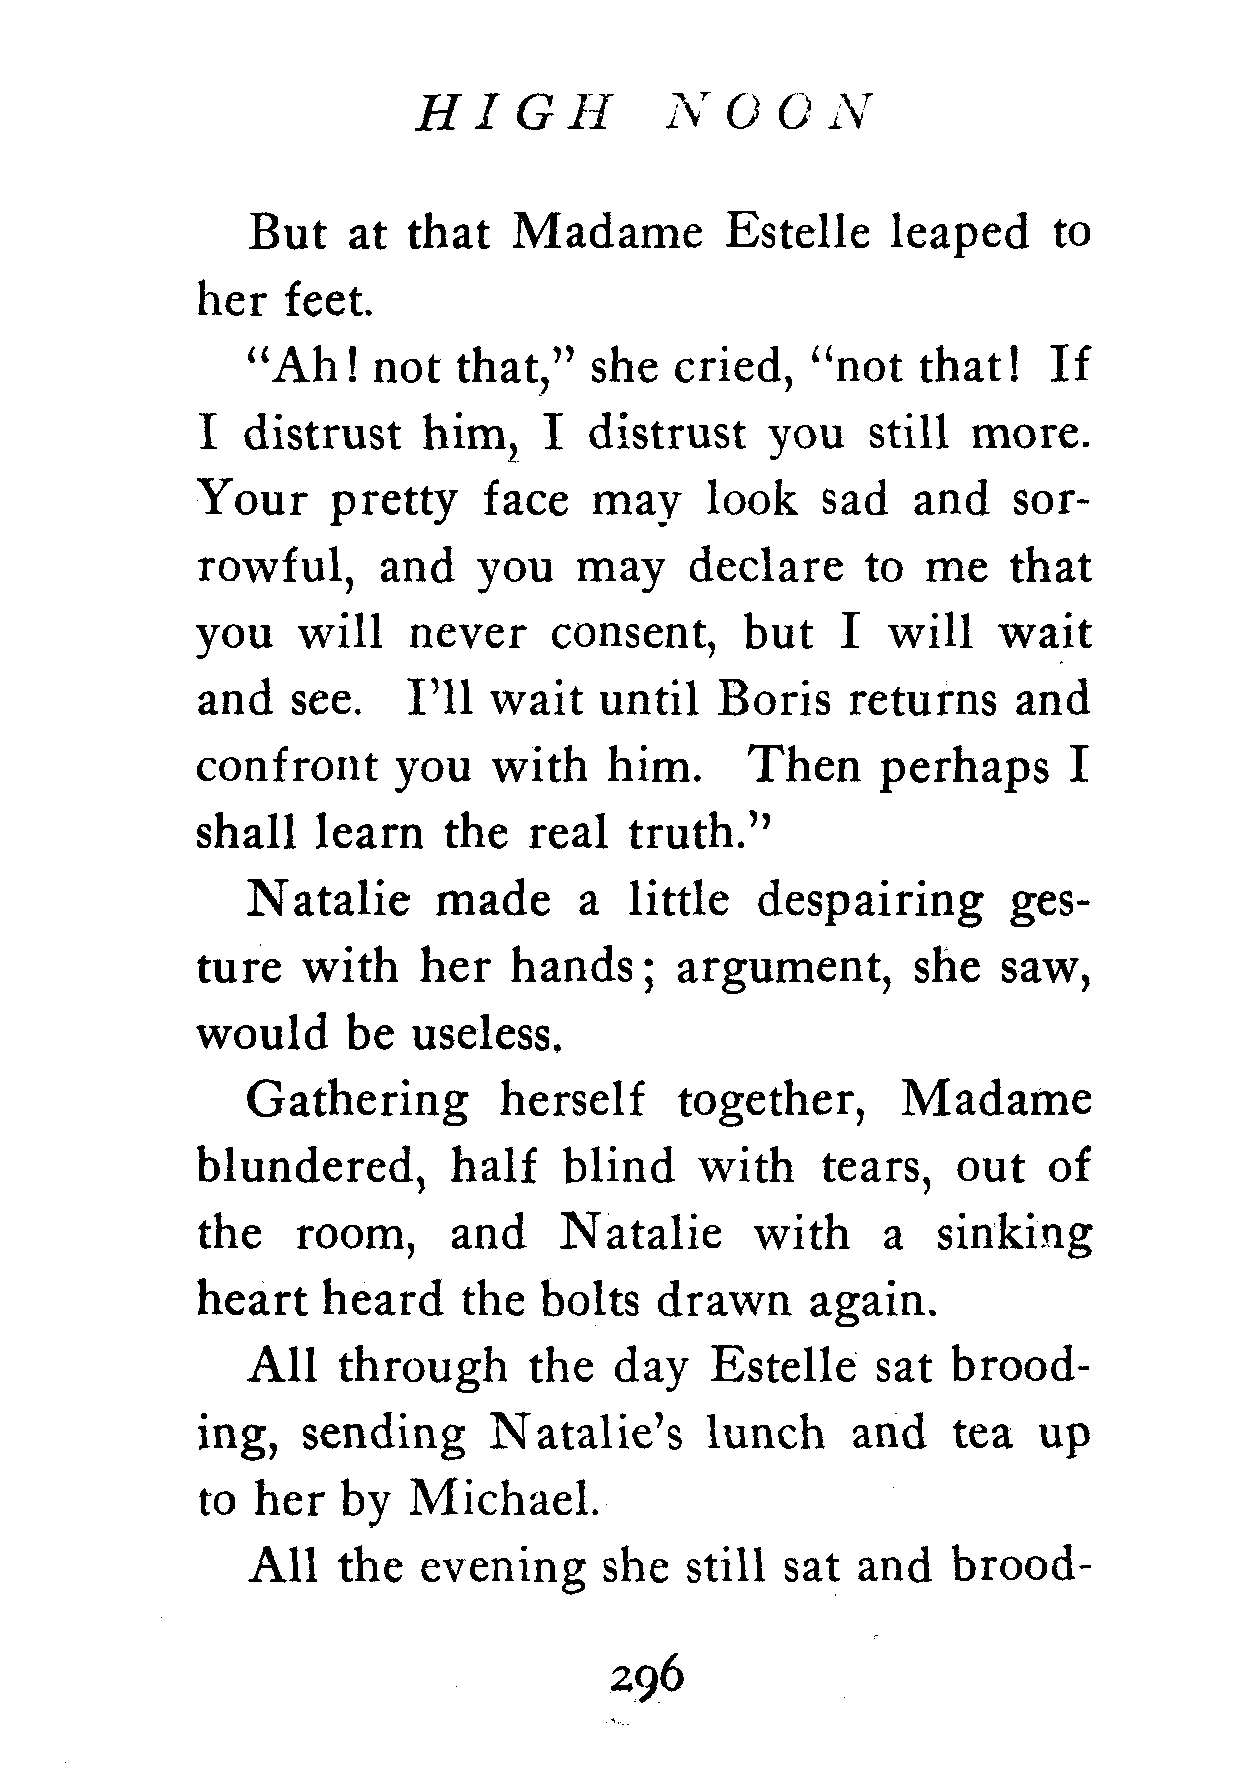 HIGH NOON
But at that Madame Estelle leaped to
her feet.
“Ah! not that,” she cried, “not that! If
I distrust him, I distrust you still more.
Your pretty face may look sad and sor-
rowful, and you may declare to me that
you will never consent, but I will wait
and see. I’ll wait until Boris returns and
confront you with him. Then perhaps I
shall learn the real truth.”
Natalie made a little despairing ges-
ture with her hands; argument, she saw,
would be useless.
Gathering herself together, Madame
blundered, half blind with tears, out of
the room, and Natalie with a sinking
heart heard the bolts drawn again.
All through the day Estelle sat brood-
ing, sending Natalie’s lunch and tea up
to her by Michael.
All the evening she still sat and brood-
296